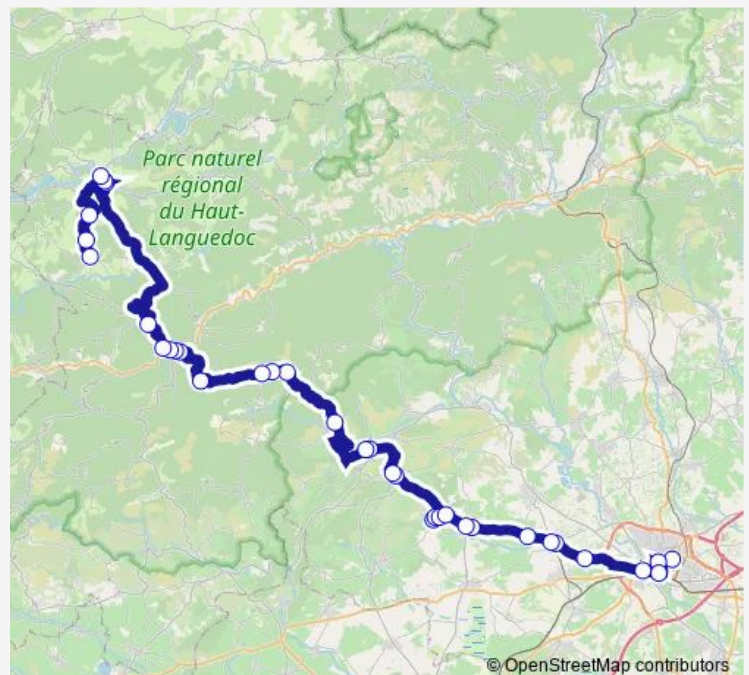 Parc naturel
régional
du Haut-
Languedoc
© OpenStreetMap contributors